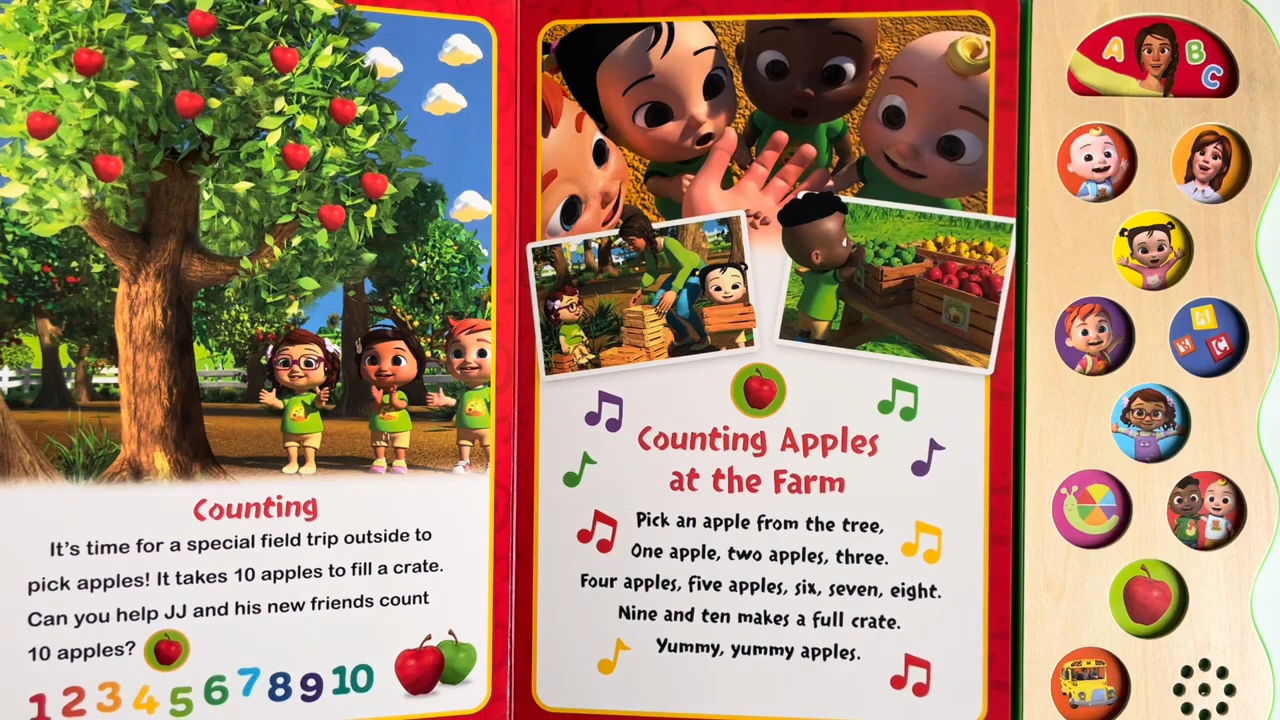 Counting
It's time for a special field trip outside to
pick apples! It takes 10 apples to fill a crate.
Can you help JJ and his new friends count
10 apples?
1 2 3 4 5 6 7 8 9 10
Counting Apples
at the Farm
Pick an apple from the tree,
One apple, two apples, three.
Four apples, five apples, six, seven, eight.
Nine and ten makes a full crate.
Yummy, yummy apples.
A B C